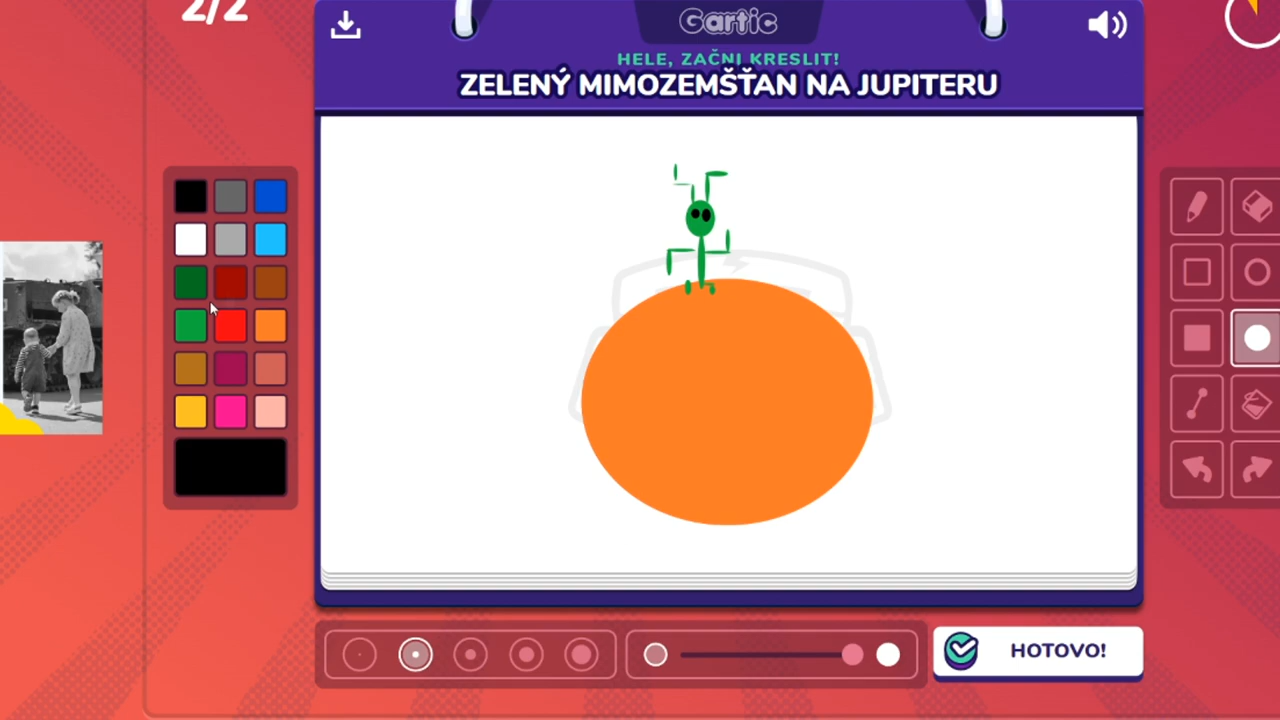 2/2
Gartic
HELE, ZAČNI KRESLIT!
ZELENÝ MIMOZEMŠŤAN NA JUPITERU
HOTOVO!